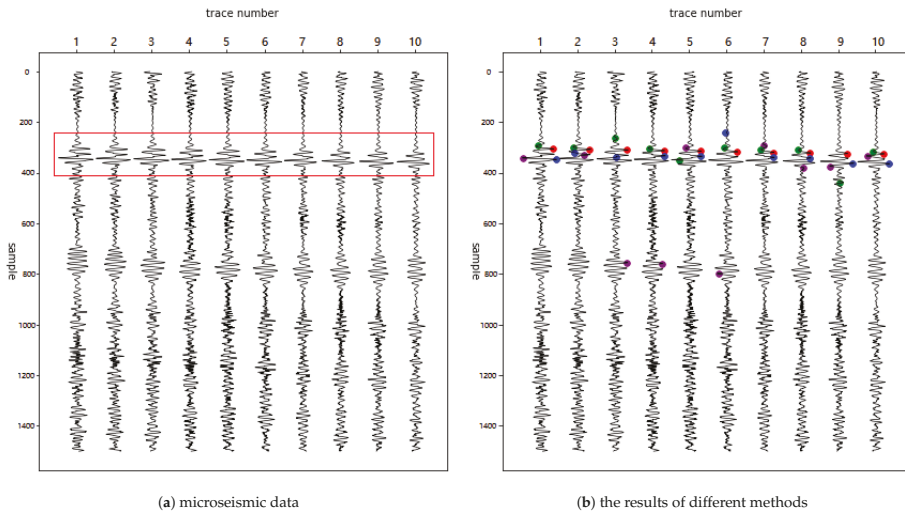 trace number
1 2 3 4 5 6 7 8 9 10
0
200
400
600
sample
800
1000
1200
1400
(a) microseismic data
trace number
1 2 3 4 5 6 7 8 9 10
0
200
400
600
sample
800
1000
1200
1400
(b) the results of different methods